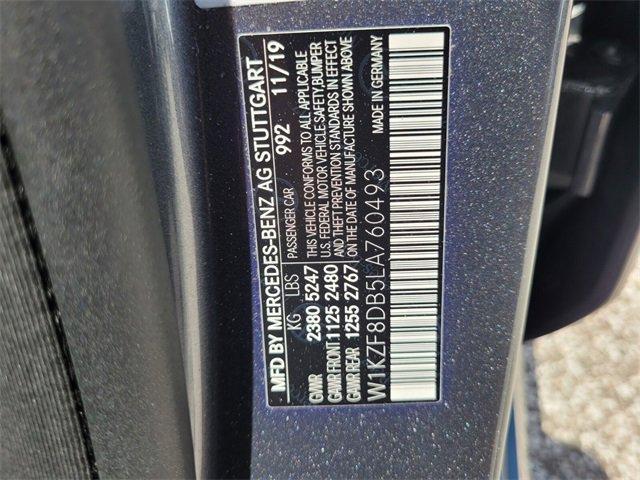 MFD BY MERCEDES-BENZ AG STUTTGART
KG LBS PASSENGER CAR 992 11/19
GVWR 2380 5247
GAWR FRONT 1125 2480
GAWR REAR 1255 2767
THIS VEHICLE CONFORMS TO ALL APPLICABLE
U.S. FEDERAL MOTOR VEHICLE SAFETY, BUMPER
AND THEFT PREVENTION STANDARDS IN EFFECT
ON THE DATE OF MANUFACTURE SHOWN ABOVE
MADE IN GERMANY
W1KZF8DB5LA760493